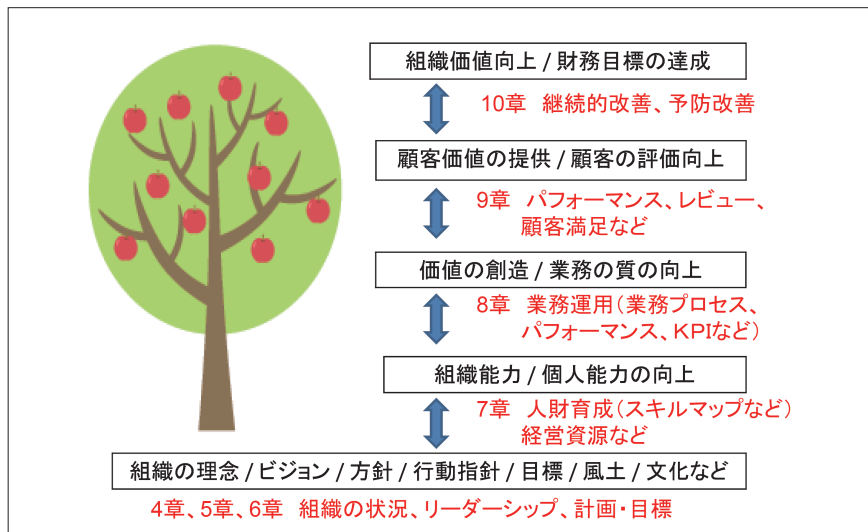 組織価値向上 / 財務目標の達成
10章 継続的改善、予防改善
顧客価値の提供 / 顧客の評価向上
9章 パフォーマンス、レビュー、
顧客満足など
価値の創造 / 業務の質の向上
8章 業務運用(業務プロセス、
パフォーマンス、KPIなど)
組織能力 / 個人能力の向上
7章 人財育成(スキルマップなど)
経営資源など
組織の理念 / ビジョン / 方針 / 行動指針 / 目標 / 風土 / 文化など
4章、5章、6章 組織の状況、リーダーシップ、計画・目標